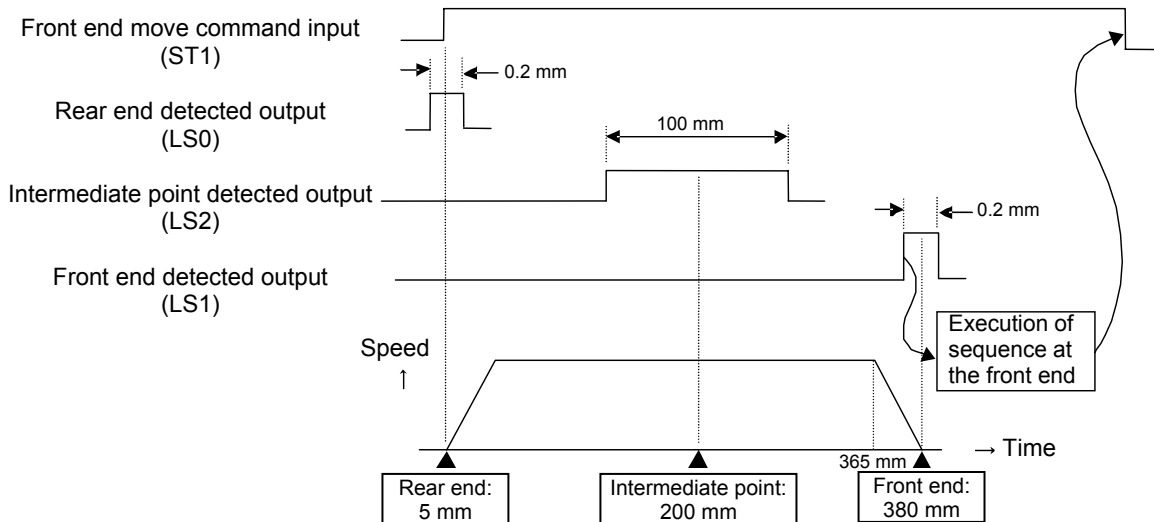 Front end move command input
(ST1)
0.2 mm
Rear end detected output
(LS0)
100 mm
Intermediate point detected output
(LS2)
0.2 mm
Front end detected output
(LS1)
Execution of
sequence at
the front end
Speed
↑
→ Time
365 mm
Rear end:
5 mm
Intermediate point:
200 mm
Front end:
380 mm